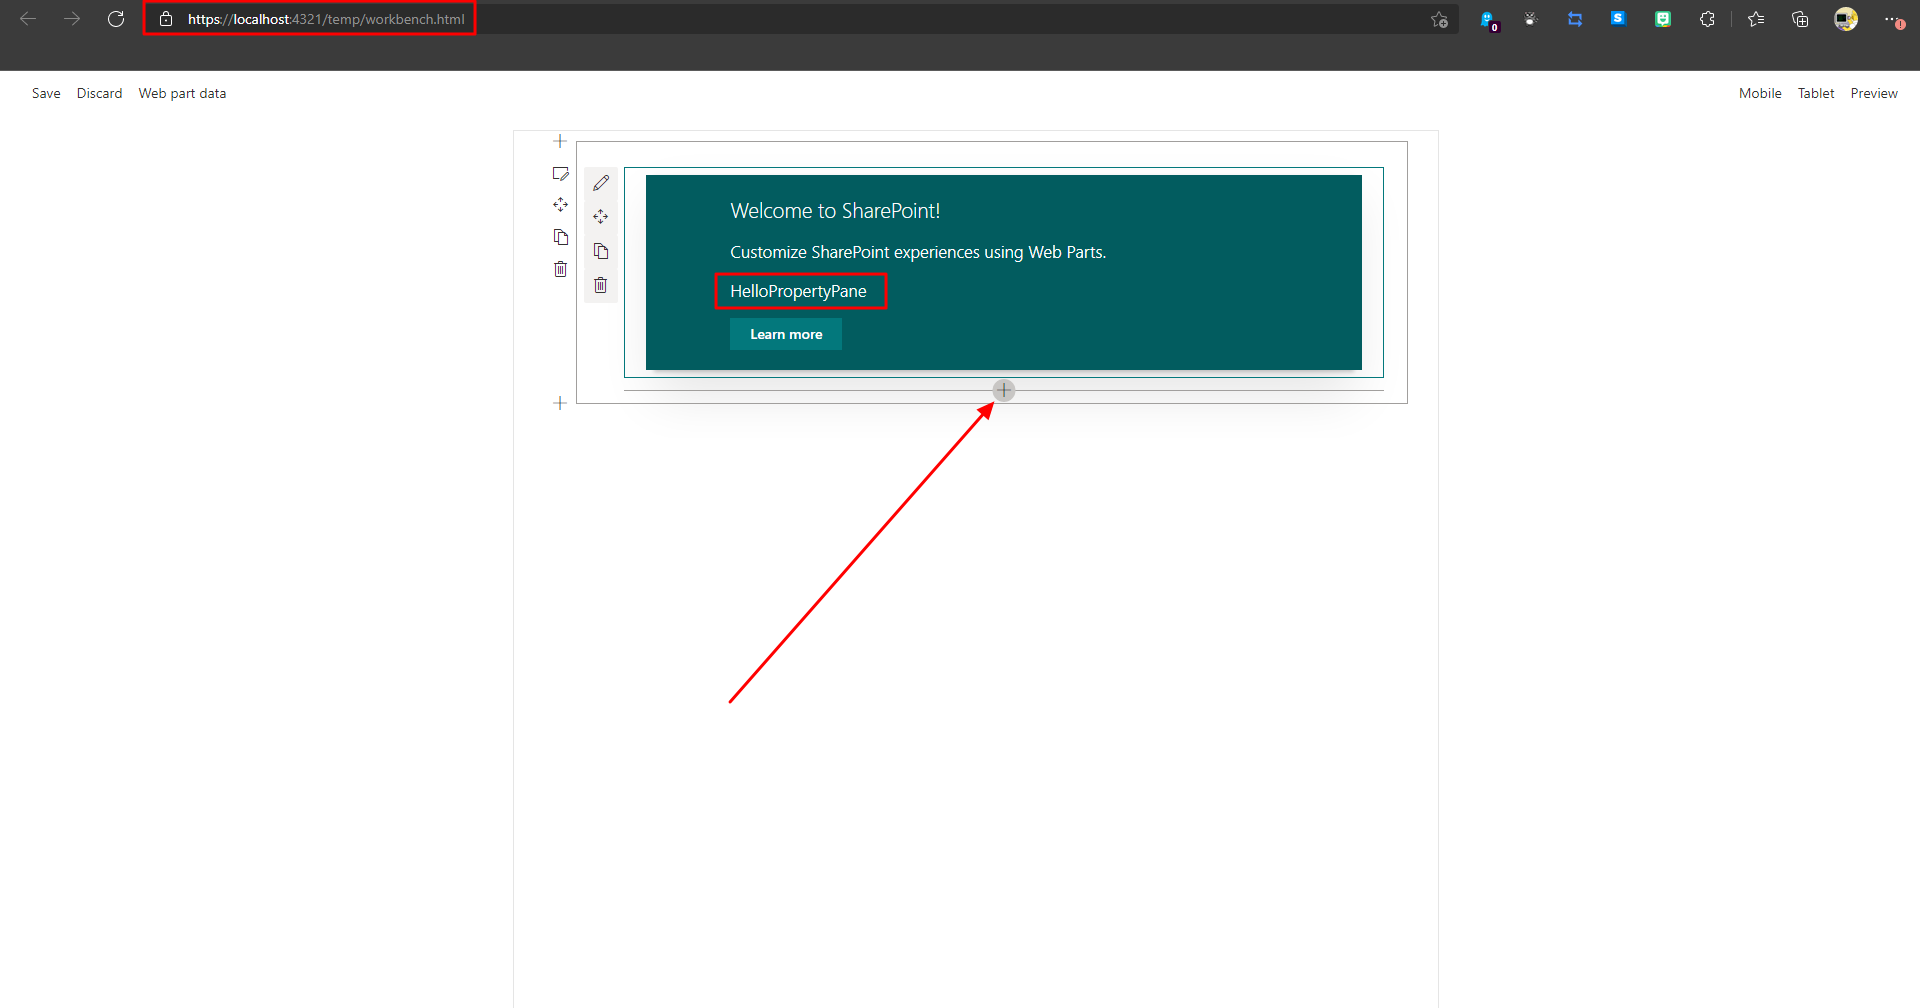 https://localhost:4321/temp/workbench.html
0
S
!
Save Discard Web part data
Mobile Tablet Preview
Welcome to SharePoint!
Customize SharePoint experiences using Web Parts.
HelloPropertyPane
Learn more